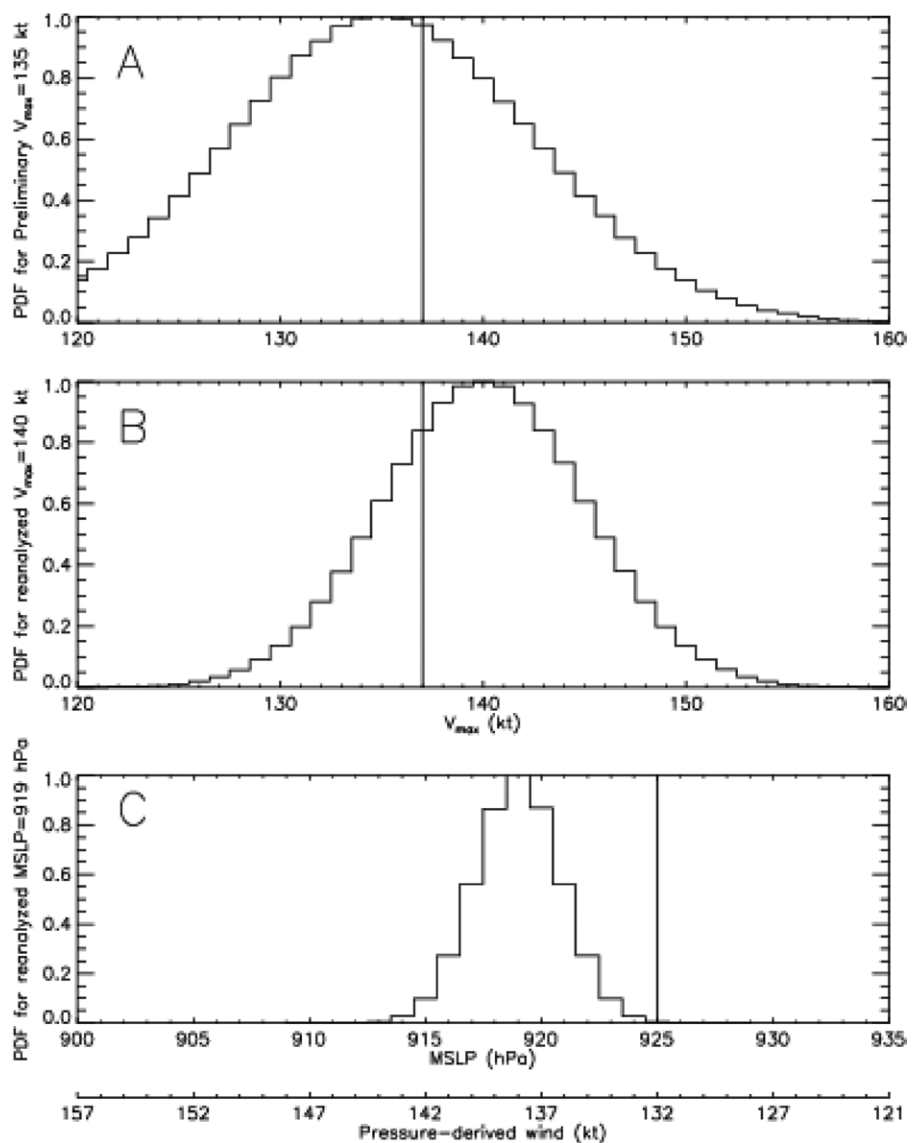 A
PDF for Preliminary Vmax=135 kt
1.0
0.8
0.6
0.4
0.2
0.0
120 130 140 150 160
B
PDF for reanalyzed Vmax=140 kt
1.0
0.8
0.6
0.4
0.2
0.0
120 130 140 150 160
Vmax (kt)
C
PDF for reanalyzed MSLP=919 hPa
1.0
0.8
0.6
0.4
0.2
0.0
900 905 910 915 920 925 930 935
MSLP (hPa)
157 152 147 142 137 132 127 121
Pressure-derived wind (kt)